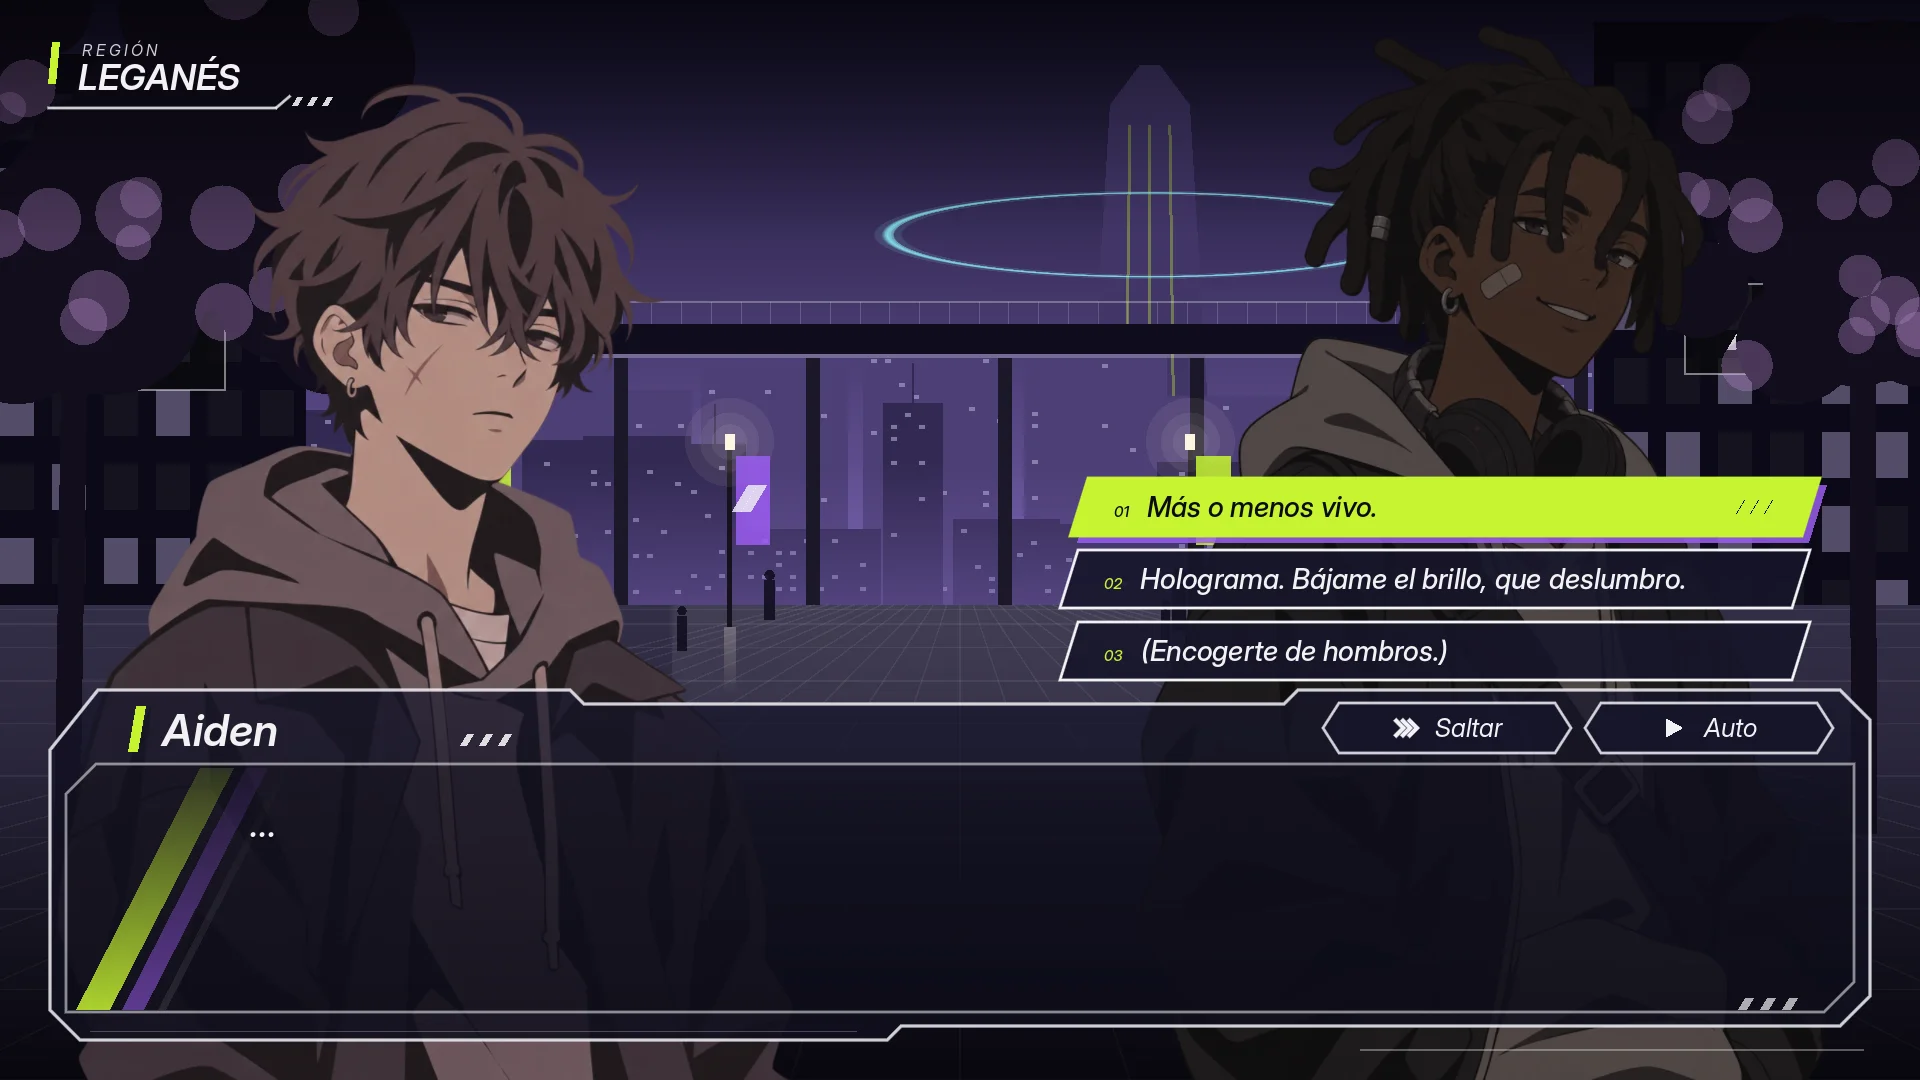 REGIÓN
LEGANÉS
01 Más o menos vivo.
02 Holograma. Bájame el brillo, que deslumbro.
03 (Encogerte de hombros.)
Aiden
Saltar
Auto
...